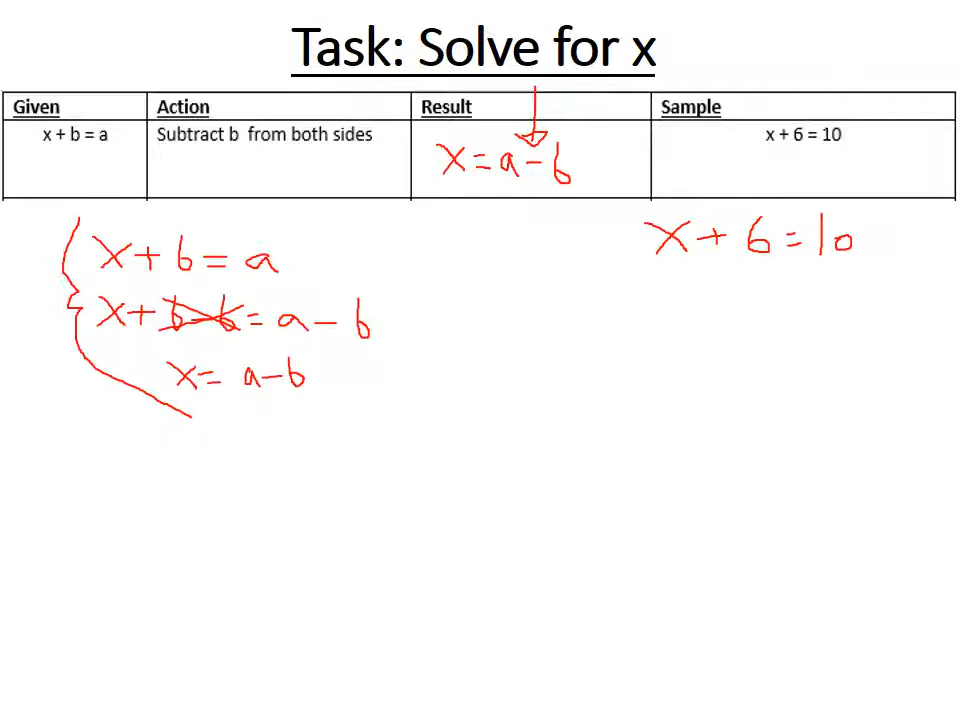 Task: Solve for x
Given Action Result Sample
x + b = a Subtract b from both sides x = a - b x + 6 = 10
x + 6 = 10
x + b = a
x + b - b = a - b
x = a - b